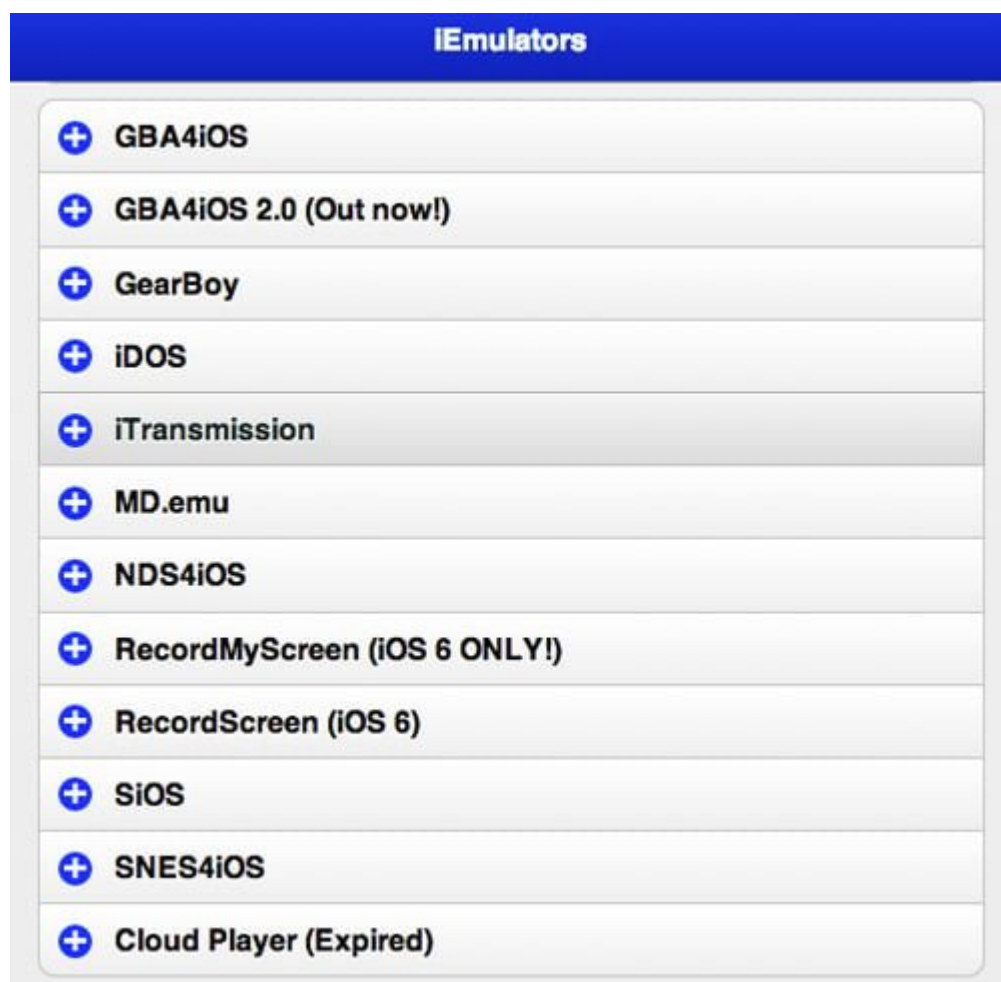 iEmulators
GBA4iOS
GBA4iOS 2.0 (Out now!)
GearBoy
iDOS
iTransmission
MD.emu
NDS4iOS
RecordMyScreen (iOS 6 ONLY!)
RecordScreen (iOS 6)
SiOS
SNES4iOS
Cloud Player (Expired)